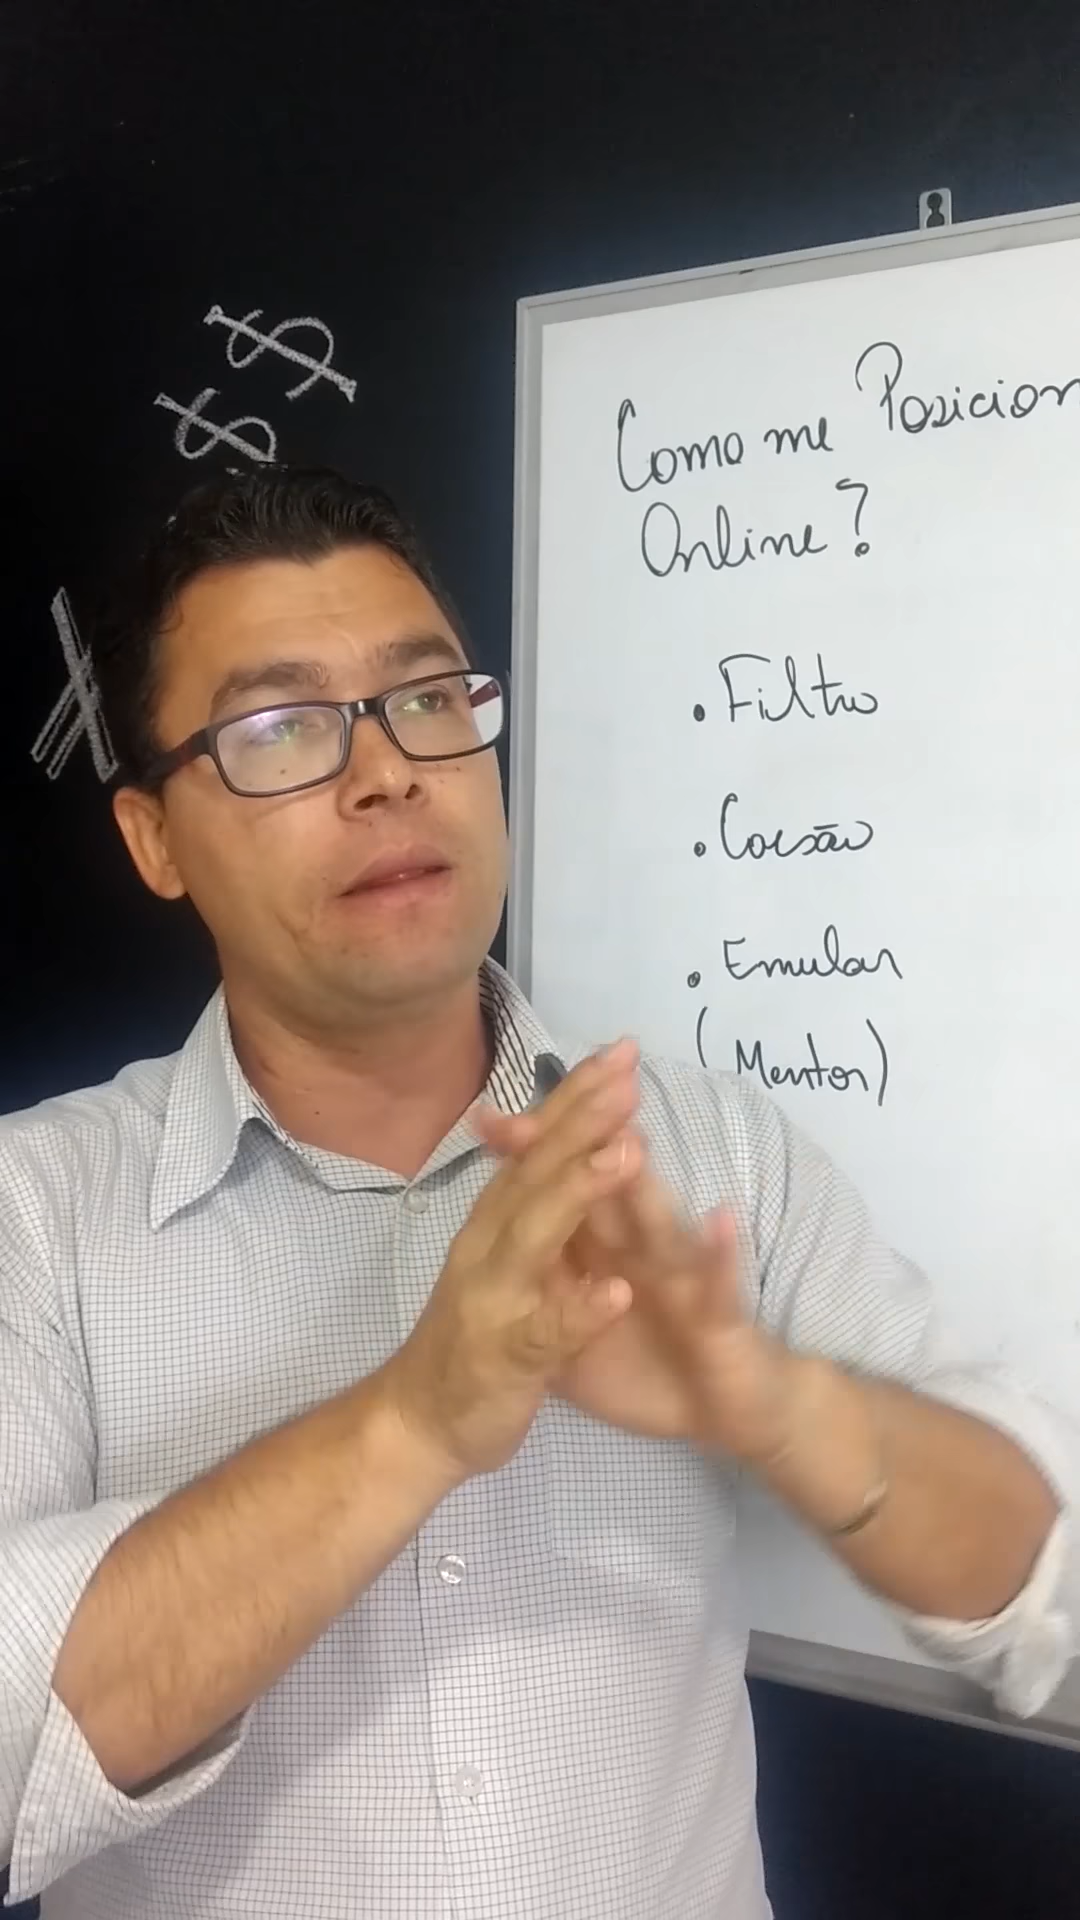 $
$
Como me Posicion
Online?
• Filtro
• Coesão
• Emular
(Mentor)